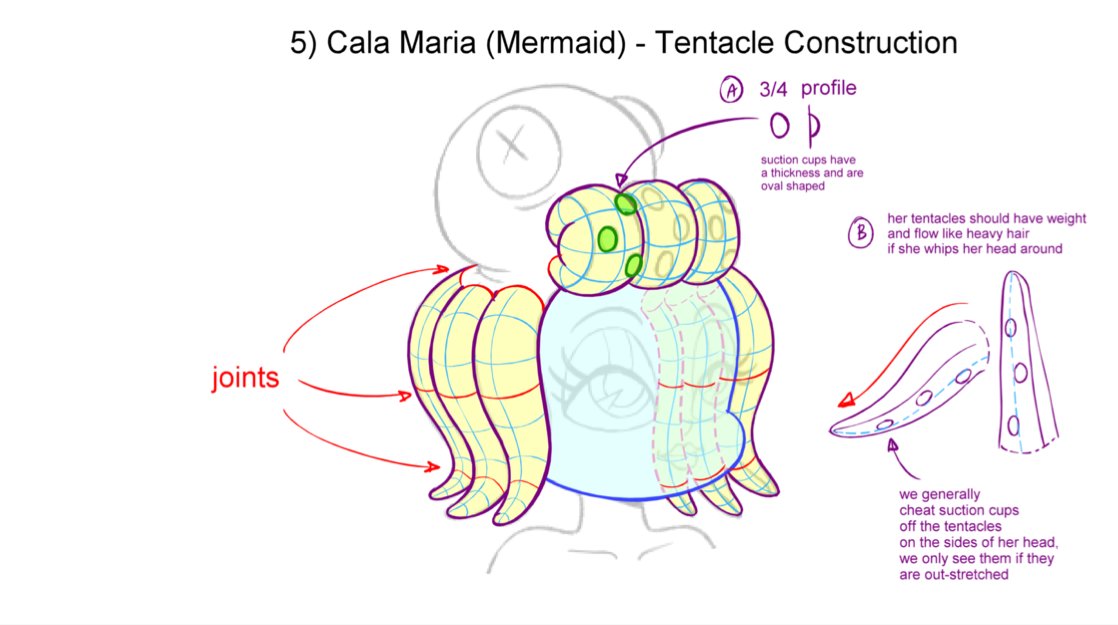 5) Cala Maria (Mermaid) - Tentacle Construction
A 3/4 profile
suction cups have
a thickness and are
oval shaped
B her tentacles should have weight
and flow like heavy hair
if she whips her head around
joints
we generally
cheat suction cups
off the tentacles
on the sides of her head,
we only see them if they
are out-stretched